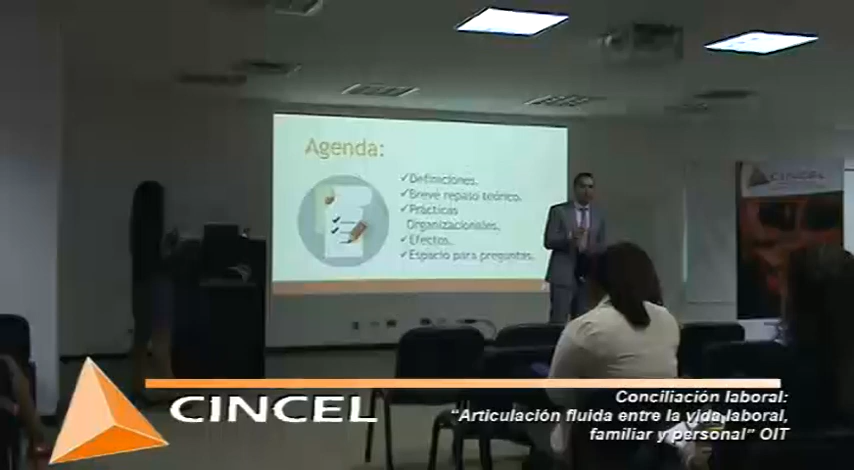 Agenda:
✓Definiciones.
✓Breve repaso teórico.
✓Prácticas
Organizacionales.
✓Efectos.
✓Espacio para preguntas.
CINCEL
CINCEL
Conciliación laboral:
“Articulación fluida entre la vida laboral,
familiar y personal” OIT